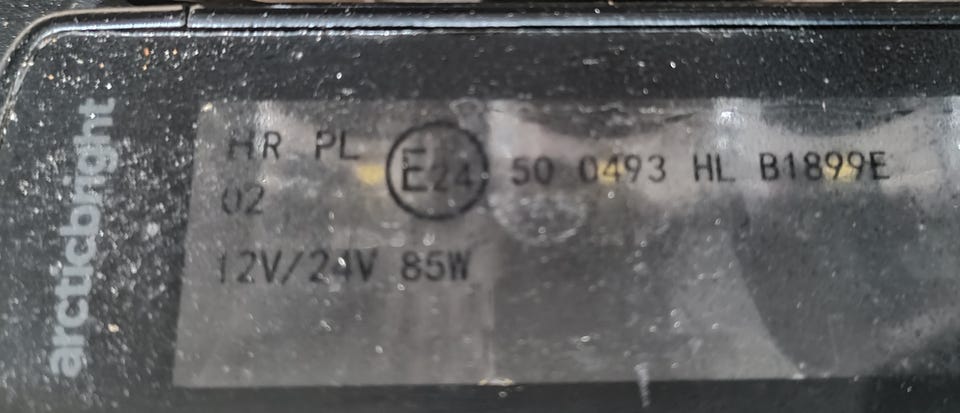 arcticbright
HR PL E24 50 0493 HL B1899E
02
12V/24V 85W